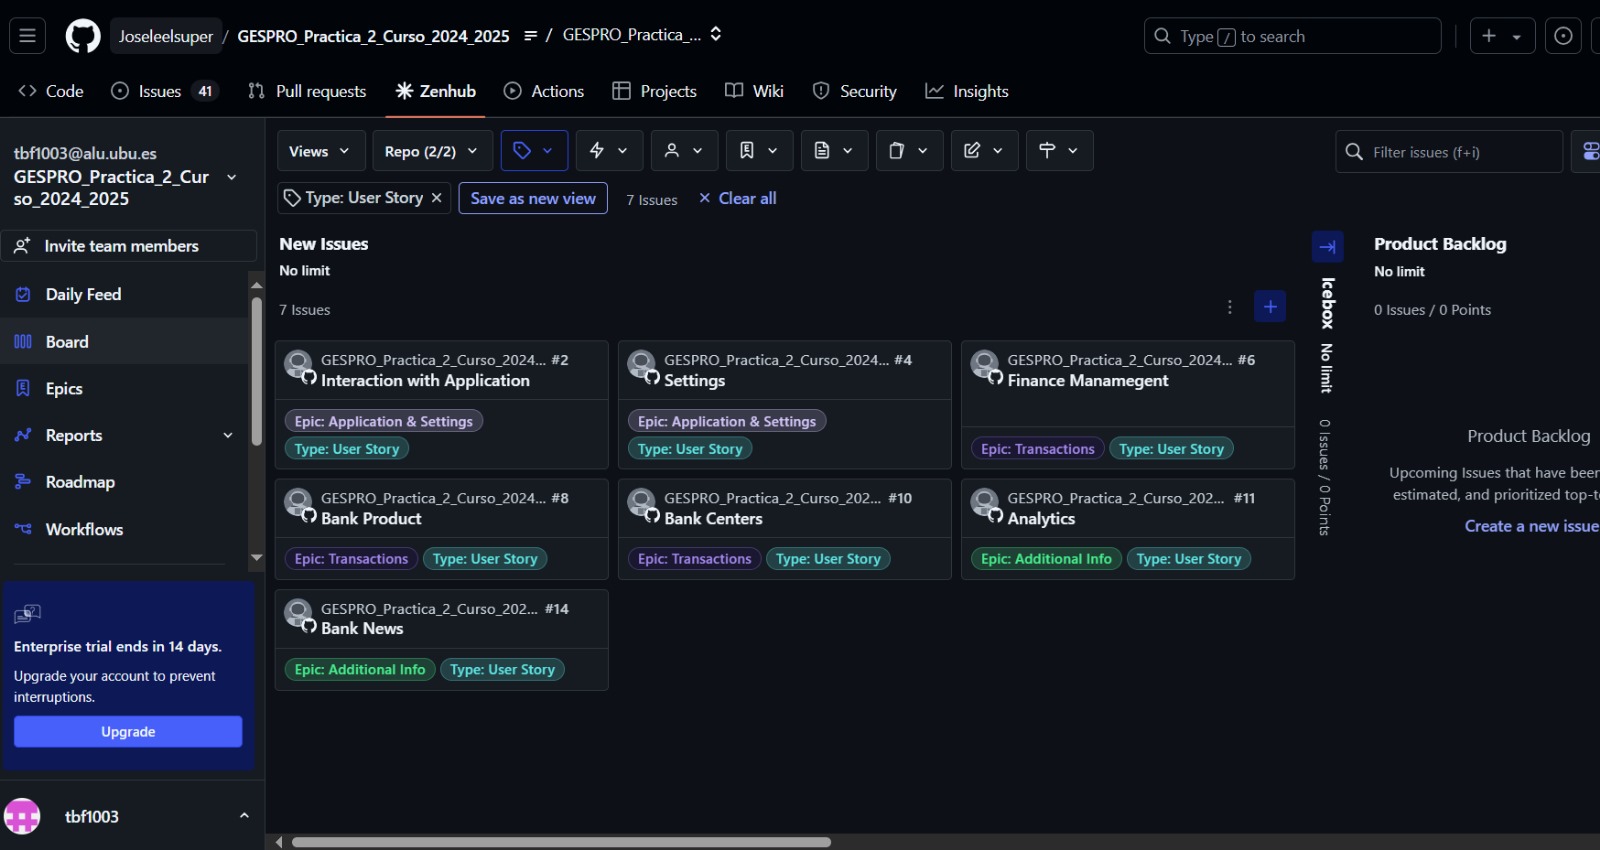 Joseleelsuper / GESPRO_Practica_2_Curso_2024_2025 / GESPRO_Practica_...
Type / to search
Code
Issues 41
Pull requests
Zenhub
Actions
Projects
Wiki
Security
Insights
tbf1003@alu.ubu.es
GESPRO_Practica_2_Cur
so_2024_2025
Invite team members
Daily Feed
Board
Epics
Reports
Roadmap
Workflows
Enterprise trial ends in 14 days.
Upgrade your account to prevent
interruptions.
Upgrade
tbf1003
Views
Repo (2/2)
Filter issues (f+i)
Type: User Story
Save as new view
7 Issues
Clear all
New Issues
No limit
7 Issues
GESPRO_Practica_2_Curso_2024... #2
Interaction with Application
Epic: Application & Settings
Type: User Story
GESPRO_Practica_2_Curso_2024... #4
Settings
Epic: Application & Settings
Type: User Story
GESPRO_Practica_2_Curso_2024... #6
Finance Manamegent
Epic: Transactions
Type: User Story
GESPRO_Practica_2_Curso_2024... #8
Bank Product
Epic: Transactions
Type: User Story
GESPRO_Practica_2_Curso_202... #10
Bank Centers
Epic: Transactions
Type: User Story
GESPRO_Practica_2_Curso_202... #11
Analytics
Epic: Additional Info
Type: User Story
GESPRO_Practica_2_Curso_202... #14
Bank News
Epic: Additional Info
Type: User Story
Icebox No limit 0 Issues / 0 Points
Product Backlog
No limit
0 Issues / 0 Points
Product Backlog
Upcoming Issues that have been
estimated, and prioritized top-t
Create a new issue